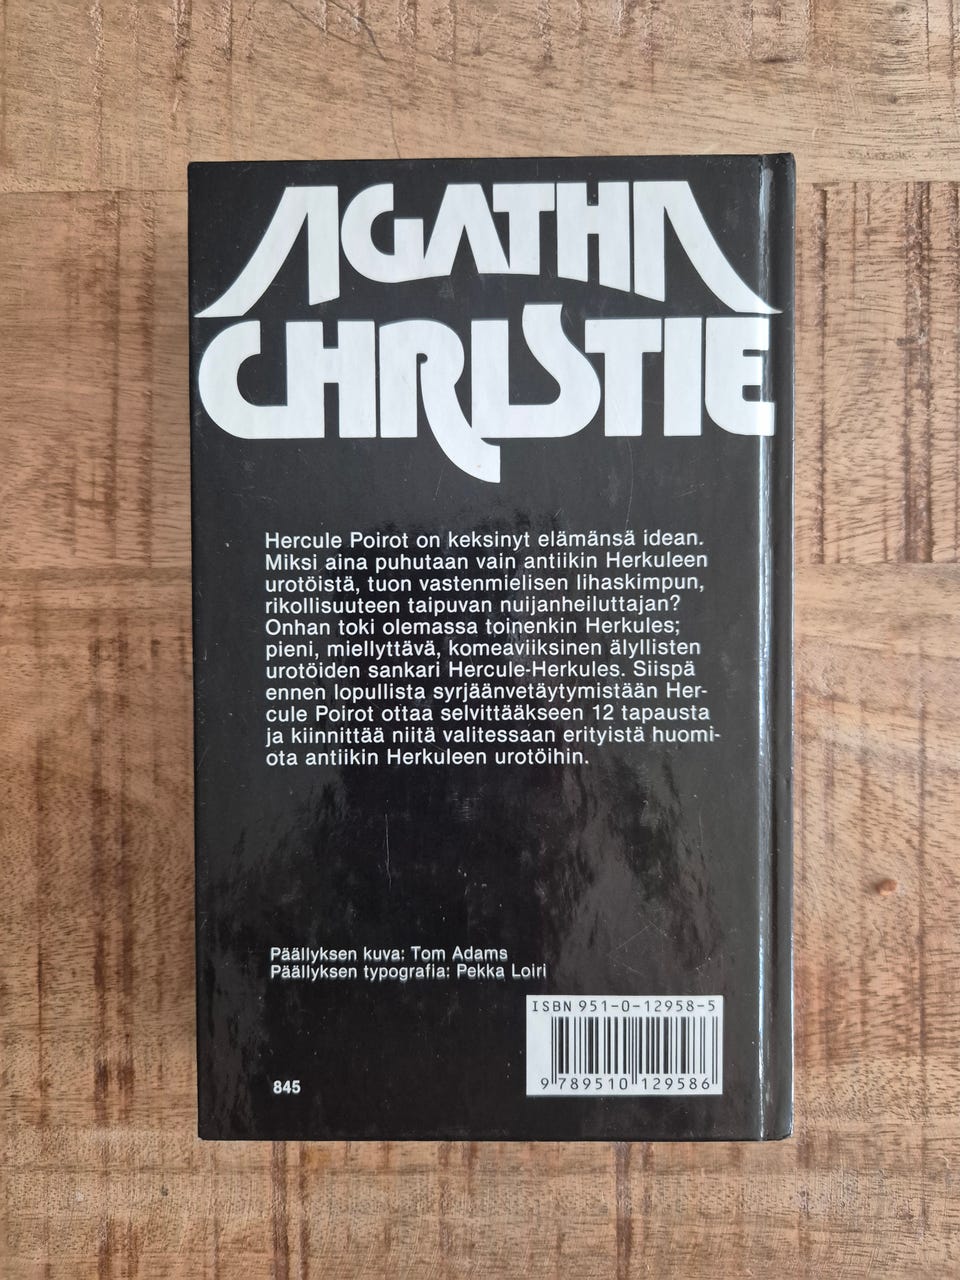 AGATHA
CHRISTIE
Hercule Poirot on keksinyt elämänsä idean.
Miksi aina puhutaan vain antiikin Herkuleen
urotöistä, tuon vastenmielisen lihaskimpun,
rikollisuuteen taipuvan nuijanheiluttajan?
Onhan toki olemassa toinenkin Herkules;
pieni, miellyttävä, komeaviiksinen älyllisten
urotöiden sankari Hercule-Herkules. Siispä
ennen lopullista syrjäänvetäytymistään Her-
cule Poirot ottaa selvittääkseen 12 tapausta
ja kiinnittää niitä valitessaan erityistä huomi-
ota antiikin Herkuleen urotöihin.
Päällyksen kuva: Tom Adams
Päällyksen typografia: Pekka Loiri
ISBN 951-0-12958-5
9 789510 129586
845